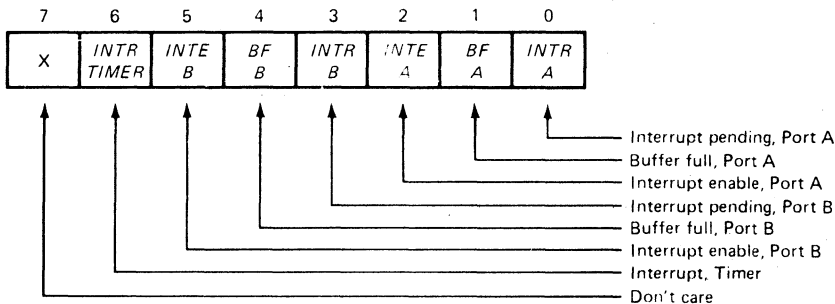 7 6 5 4 3 2 1 0
X INTR TIMER INTE B BF B INTR B INTE A BF A INTR A
Interrupt pending, Port A
Buffer full, Port A
Interrupt enable, Port A
Interrupt pending, Port B
Buffer full, Port B
Interrupt enable, Port B
Interrupt, Timer
Don't care